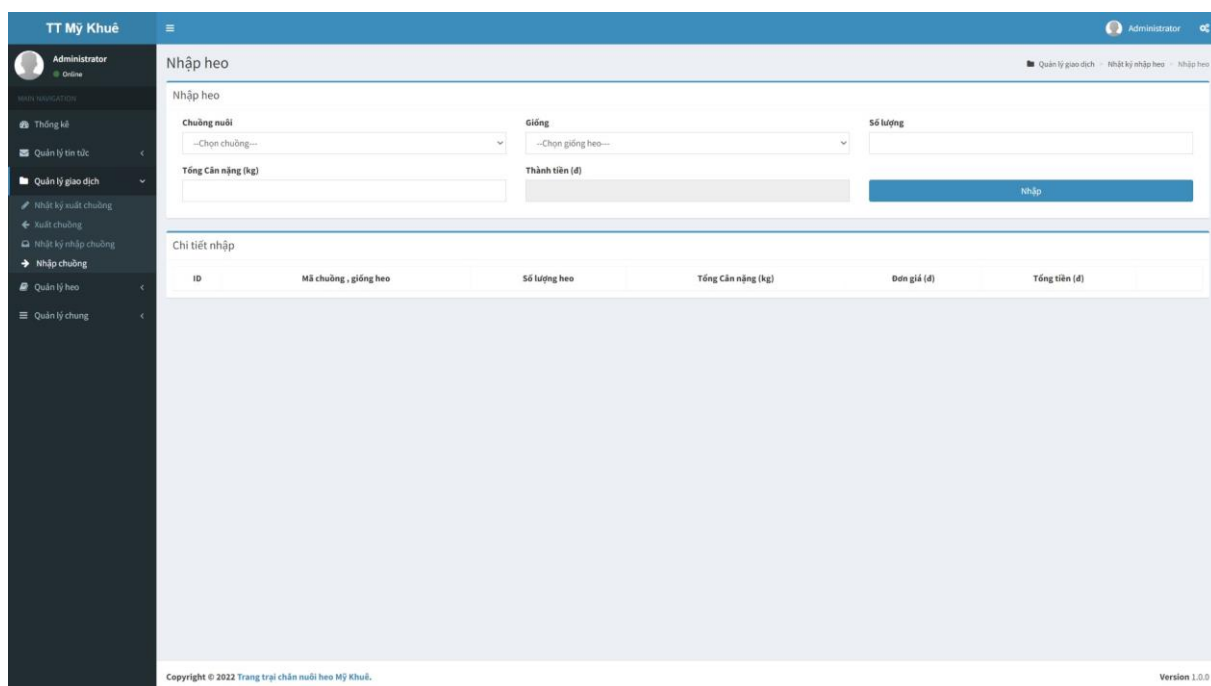 TT Mỹ Khuê
Administrator
Administrator
Online
MAIN NAVIGATION
Thống kê
Quản lý tin tức
Quản lý giao dịch
Nhật ký xuất chuồng
Xuất chuồng
Nhật ký nhập chuồng
Nhập chuồng
Quản lý heo
Quản lý chung
Nhập heo
Quản lý giao dịch > Nhật ký nhập heo > Nhập heo
Nhập heo
Chuồng nuôi Giống Số lượng
--Chọn chuồng--- --Chọn giống heo---
Tổng Cân nặng (kg) Thành tiền (đ)
Nhập
Chi tiết nhập
ID Mã chuồng , giống heo Số lượng heo Tổng Cân nặng (kg) Đơn giá (đ) Tổng tiền (đ)
Copyright © 2022 Trang trại chăn nuôi heo Mỹ Khuê. Version 1.0.0